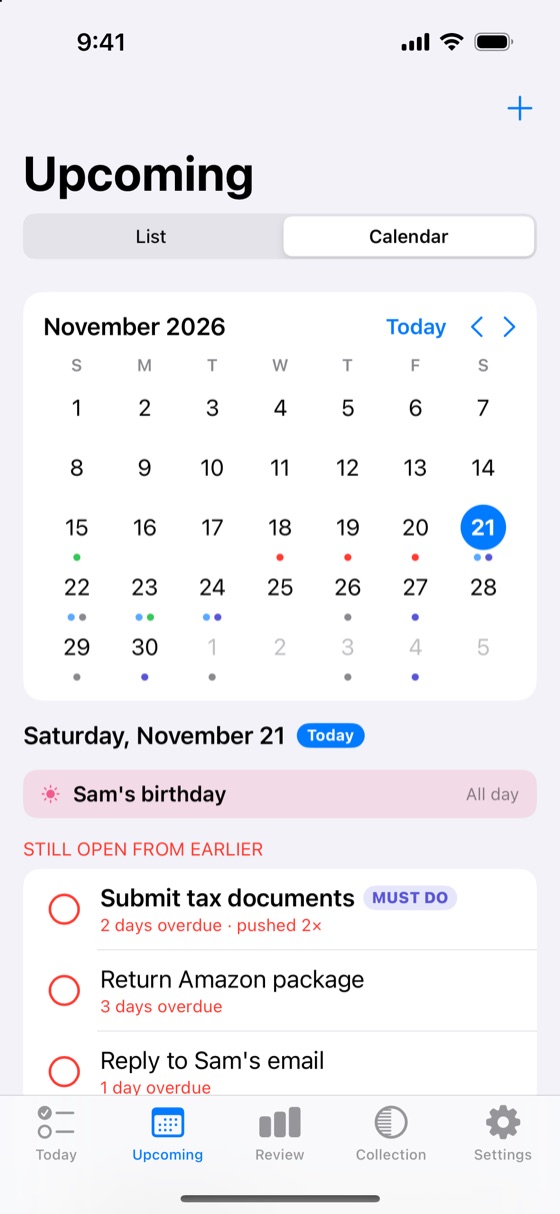 9:41
Upcoming
List Calendar
November 2026 Today
S M T W T F S
1 2 3 4 5 6 7
8 9 10 11 12 13 14
15 16 17 18 19 20 21
22 23 24 25 26 27 28
29 30 1 2 3 4 5
Saturday, November 21 Today
Sam's birthday All day
STILL OPEN FROM EARLIER
Submit tax documents MUST DO
2 days overdue · pushed 2×
Return Amazon package
3 days overdue
Reply to Sam's email
1 day overdue
Today Upcoming Review Collection Settings